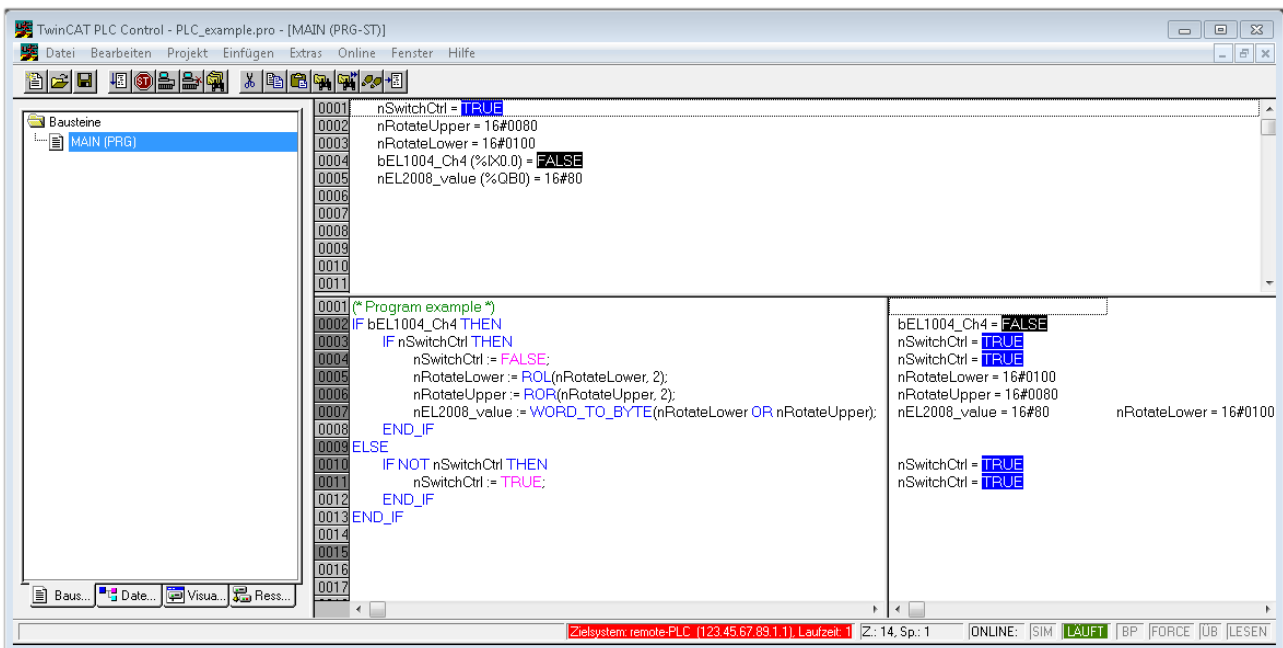 TwinCAT PLC Control - PLC_example.pro - [MAIN (PRG-ST)]
Datei Bearbeiten Projekt Einfügen Extras Online Fenster Hilfe
Bausteine
MAIN (PRG)
0001 nSwitchCtrl = TRUE
0002 nRotateUpper = 16#0080
0003 nRotateLower = 16#0100
0004 bEL1004_Ch4 (%IX0.0) = FALSE
0005 nEL2008_value (%QB0) = 16#80
0006
0007
0008
0009
0010
0011
0001 (* Program example *)
0002 IF bEL1004_Ch4 THEN bEL1004_Ch4 = FALSE
0003 IF nSwitchCtrl THEN nSwitchCtrl = TRUE
0004 nSwitchCtrl := FALSE; nSwitchCtrl = TRUE
0005 nRotateLower := ROL(nRotateLower, 2); nRotateLower = 16#0100
0006 nRotateUpper := ROR(nRotateUpper, 2); nRotateUpper = 16#0080
0007 nEL2008_value := WORD_TO_BYTE(nRotateLower OR nRotateUpper); nEL2008_value = 16#80 nRotateLower = 16#0100
0008 END_IF
0009 ELSE
0010 IF NOT nSwitchCtrl THEN nSwitchCtrl = TRUE
0011 nSwitchCtrl := TRUE; nSwitchCtrl = TRUE
0012 END_IF
0013 END_IF
0014
0015
0016
0017
Baus... Date... Visua... Ress...
Zielsystem: remote-PLC (123.45.67.89.1.1), Laufzeit: 1 Z.: 14, Sp.: 1 ONLINE: SIM LÄUFT BP FORCE ÜB LESEN